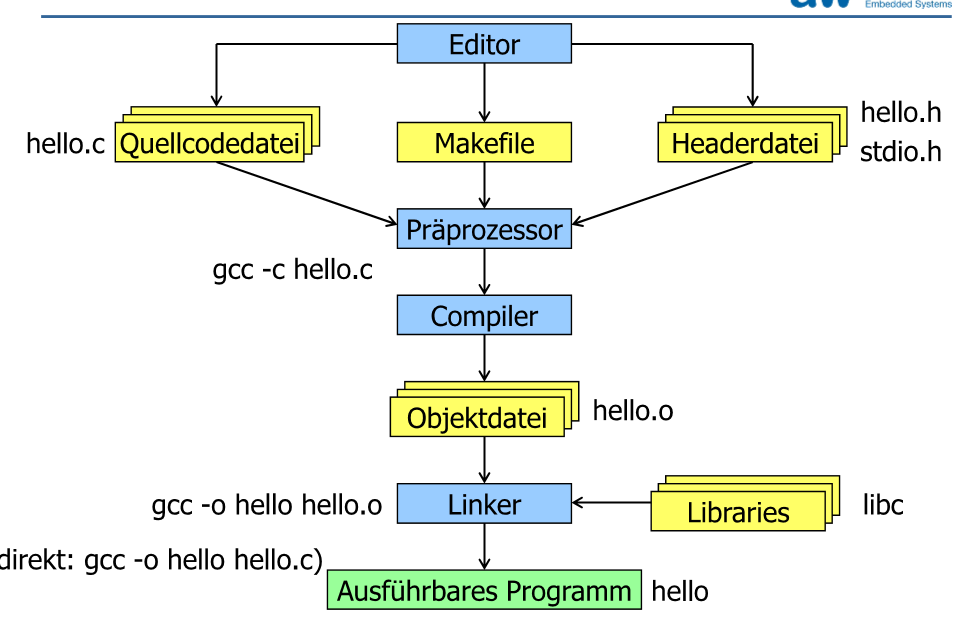 Embedded Systems
Editor
hello.c
Quellcodedatei
Makefile
Headerdatei
hello.h
stdio.h
Präprozessor
gcc -c hello.c
Compiler
Objektdatei
hello.o
gcc -o hello hello.o
Linker
Libraries
libc
direkt: gcc -o hello hello.c)
Ausführbares Programm
hello